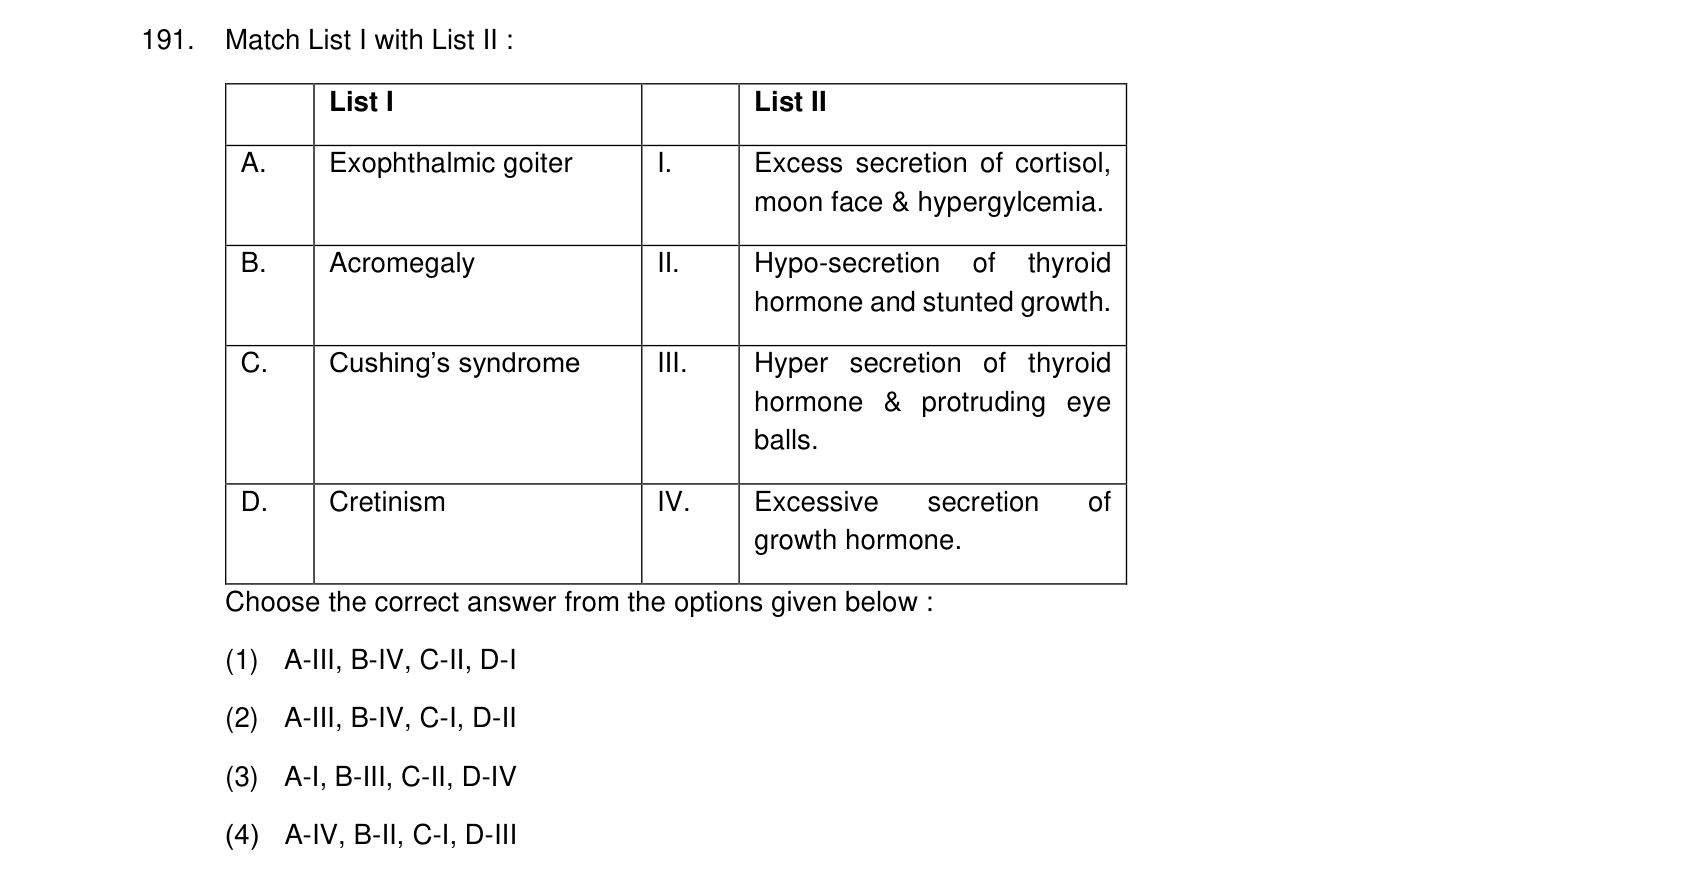 191. Match List I with List II :
List I List II
A. Exophthalmic goiter I. Excess secretion of cortisol,
moon face & hypergylcemia.
B. Acromegaly II. Hypo-secretion of thyroid
hormone and stunted growth.
C. Cushing's syndrome III. Hyper secretion of thyroid
hormone & protruding eye
balls.
D. Cretinism IV. Excessive secretion of
growth hormone.
Choose the correct answer from the options given below :
(1) A-III, B-IV, C-II, D-I
(2) A-III, B-IV, C-I, D-II
(3) A-I, B-III, C-II, D-IV
(4) A-IV, B-II, C-I, D-III